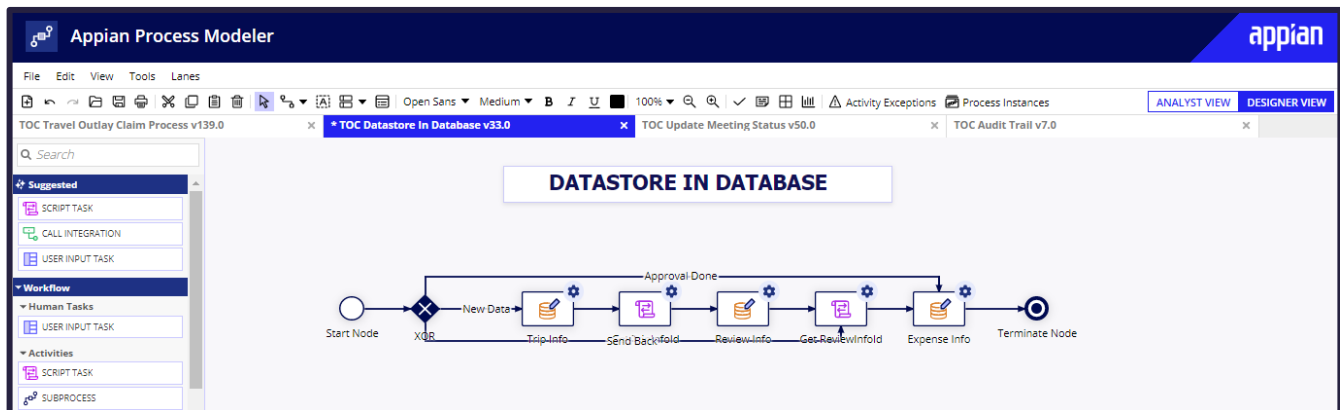 Appian Process Modeler
appian
File Edit View Tools Lanes
Open Sans Medium B I U 100% Activity Exceptions Process Instances ANALYST VIEW DESIGNER VIEW
TOC Travel Outlay Claim Process v139.0 × * TOC Datastore In Database v33.0 × TOC Update Meeting Status v50.0 × TOC Audit Trail v7.0 ×
Search
Suggested
SCRIPT TASK
CALL INTEGRATION
USER INPUT TASK
Workflow
Human Tasks
USER INPUT TASK
Activities
SCRIPT TASK
SUBPROCESS
DATASTORE IN DATABASE
Approval Done
New Data
Start Node XOR Trip Info Send Back Review Info Get ReviewInfoId Expense Info Terminate Node